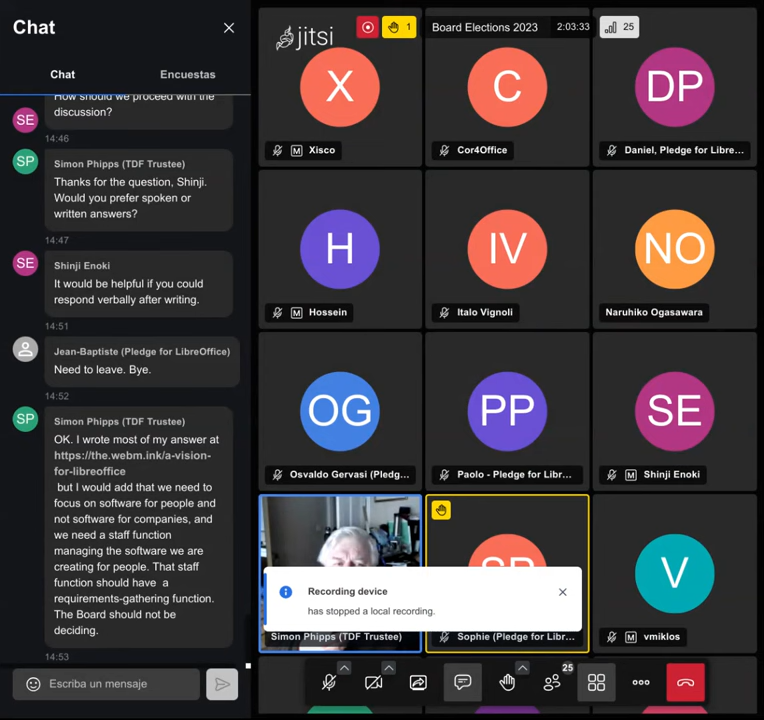 Chat
Chat
Encuestas
How should we proceed with the
discussion?
SE
14:46
SP
Simon Phipps (TDF Trustee)
Thanks for the question, Shinji.
Would you prefer spoken or
written answers?
14:47
SE
Shinji Enoki
It would be helpful if you could
respond verbally after writing.
14:51
Jean-Baptiste (Pledge for LibreOffice)
Need to leave. Bye.
14:52
SP
Simon Phipps (TDF Trustee)
OK. I wrote most of my answer at
https://the.webm.ink/a-vision-
for-libreoffice
but I would add that we need to
focus on software for people and
not software for companies, and
we need a staff function
managing the software we are
creating for people. That staff
function should have a
requirements-gathering function.
The Board should not be
deciding.
14:53
Escriba un mensaje
jitsi
1
Board Elections 2023
2:03:33
25
X
M Xisco
C
Cor4Office
DP
Daniel, Pledge for Libre...
H
M Hossein
IV
Italo Vignoli
NO
Naruhiko Ogasawara
OG
Osvaldo Gervasi (Pledg...
PP
Paolo - Pledge for Libr...
SE
M Shinji Enoki
Simon Phipps (TDF Trustee)
Sophie (Pledge for Libr...
V
M vmiklos
Recording device
has stopped a local recording.
25